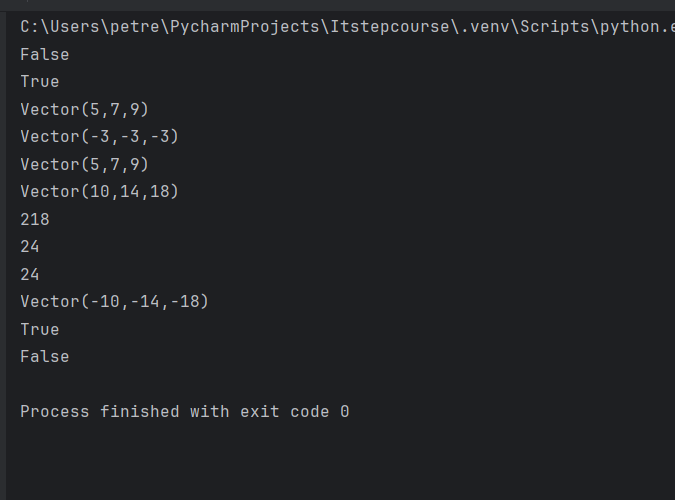 C:\Users\petre\PycharmProjects\Itstepcourse\.venv\Scripts\python.e
False
True
Vector(5,7,9)
Vector(-3,-3,-3)
Vector(5,7,9)
Vector(10,14,18)
218
24
24
Vector(-10,-14,-18)
True
False
Process finished with exit code 0